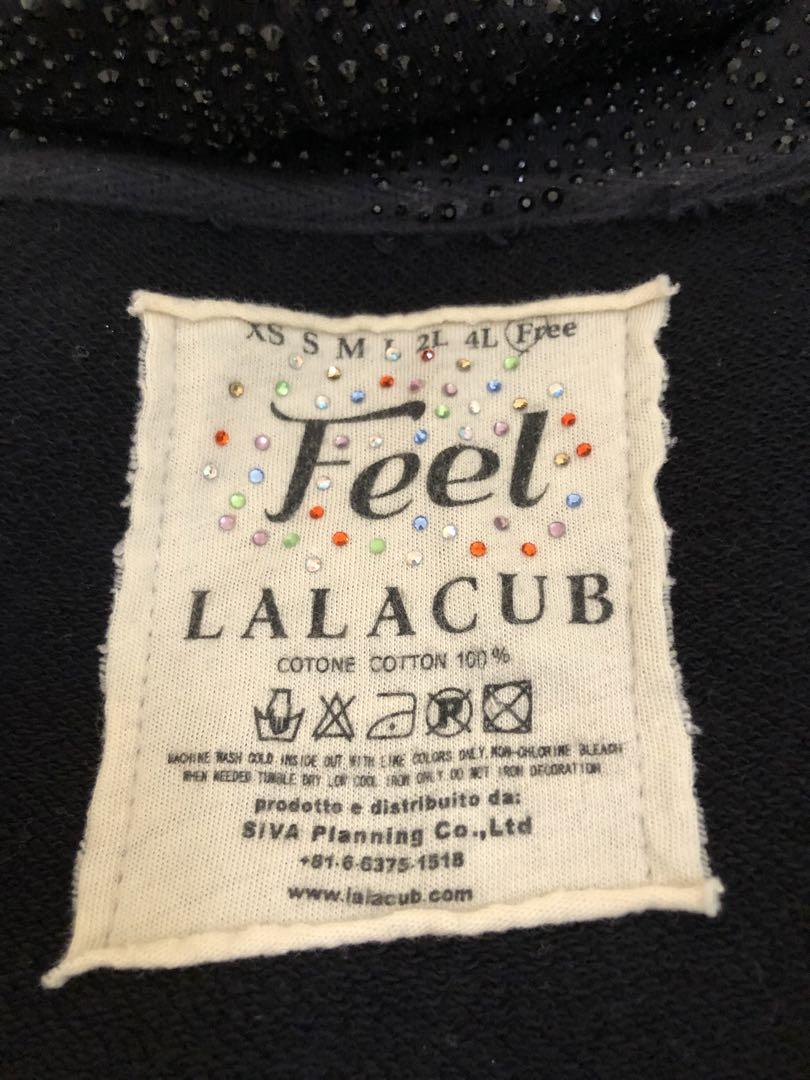 XS S M L 2L 4L Free
Feel
LALACUB
COTONE COTTON 100%
R
MACHINE WASH COLD INSIDE OUT WITH LIKE COLORS ONLY. NON-CHLORINE BLEACH
WHEN NEEDED TUMBLE DRY LOW COOL IRON ONLY DO NOT IRON DECORATION
prodotto e distribuito da:
SIVA Planning Co.,Ltd
+81-6-6375-1518
www.lalacub.com